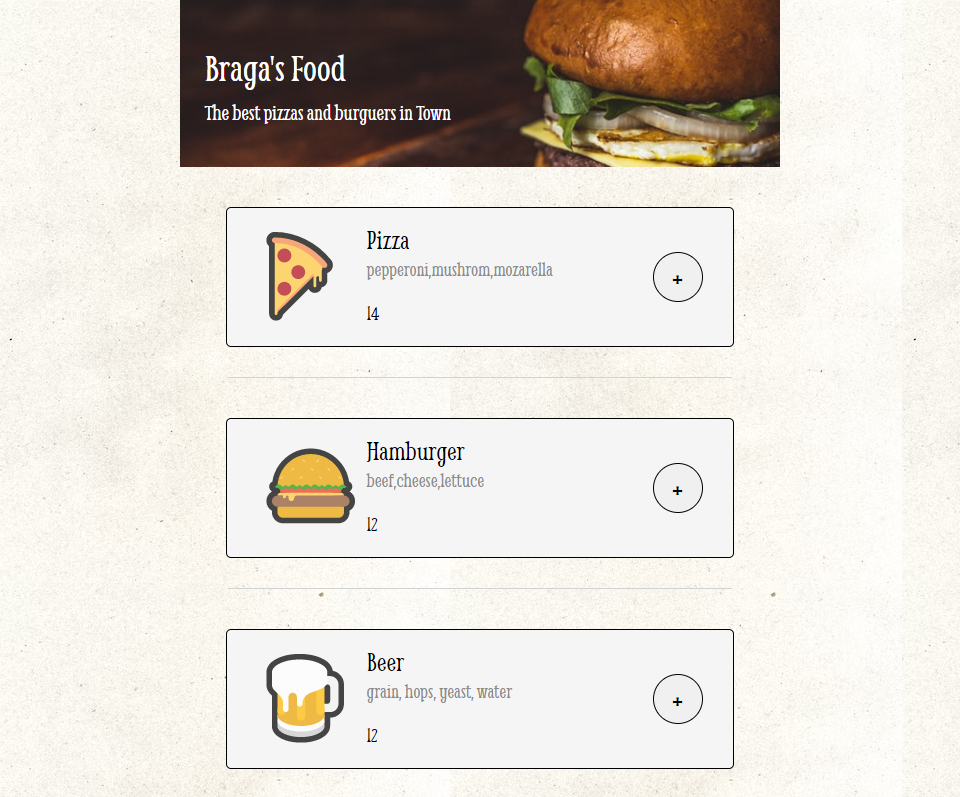 Braga's Food
The best pizzas and burguers in Town
Pizza
pepperoni,mushrom,mozarella
14
+
Hamburger
beef,cheese,lettuce
12
+
Beer
grain, hops, yeast, water
12
+